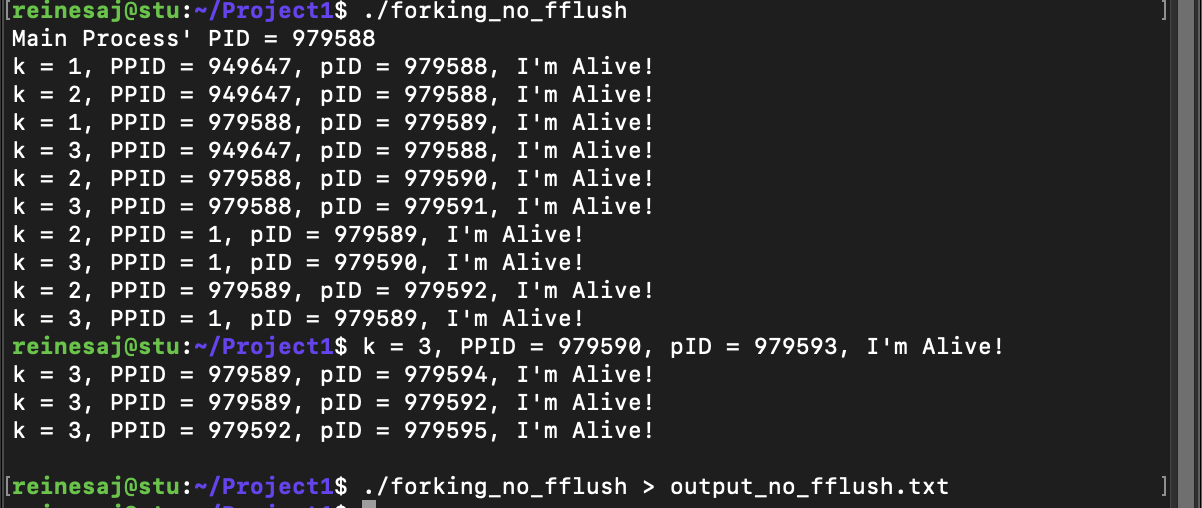 [reinesaj@stu:~/Project1$ ./forking_no_fflush ]
Main Process' PID = 979588
k = 1, PPID = 949647, pID = 979588, I'm Alive!
k = 2, PPID = 949647, pID = 979588, I'm Alive!
k = 1, PPID = 979588, pID = 979589, I'm Alive!
k = 3, PPID = 949647, pID = 979588, I'm Alive!
k = 2, PPID = 979588, pID = 979590, I'm Alive!
k = 3, PPID = 979588, pID = 979591, I'm Alive!
k = 2, PPID = 1, pID = 979589, I'm Alive!
k = 3, PPID = 1, pID = 979590, I'm Alive!
k = 2, PPID = 979589, pID = 979592, I'm Alive!
k = 3, PPID = 1, pID = 979589, I'm Alive!
reinesaj@stu:~/Project1$ k = 3, PPID = 979590, pID = 979593, I'm Alive!
k = 3, PPID = 979589, pID = 979594, I'm Alive!
k = 3, PPID = 979589, pID = 979592, I'm Alive!
k = 3, PPID = 979592, pID = 979595, I'm Alive!
[reinesaj@stu:~/Project1$ ./forking_no_fflush > output_no_fflush.txt ]